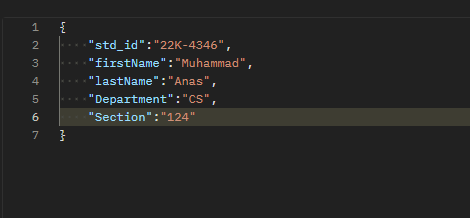 1 {
2 "std_id":"22K-4346",
3 "firstName":"Muhammad",
4 "lastName":"Anas",
5 "Department":"CS",
6 "Section":"124"
7 }